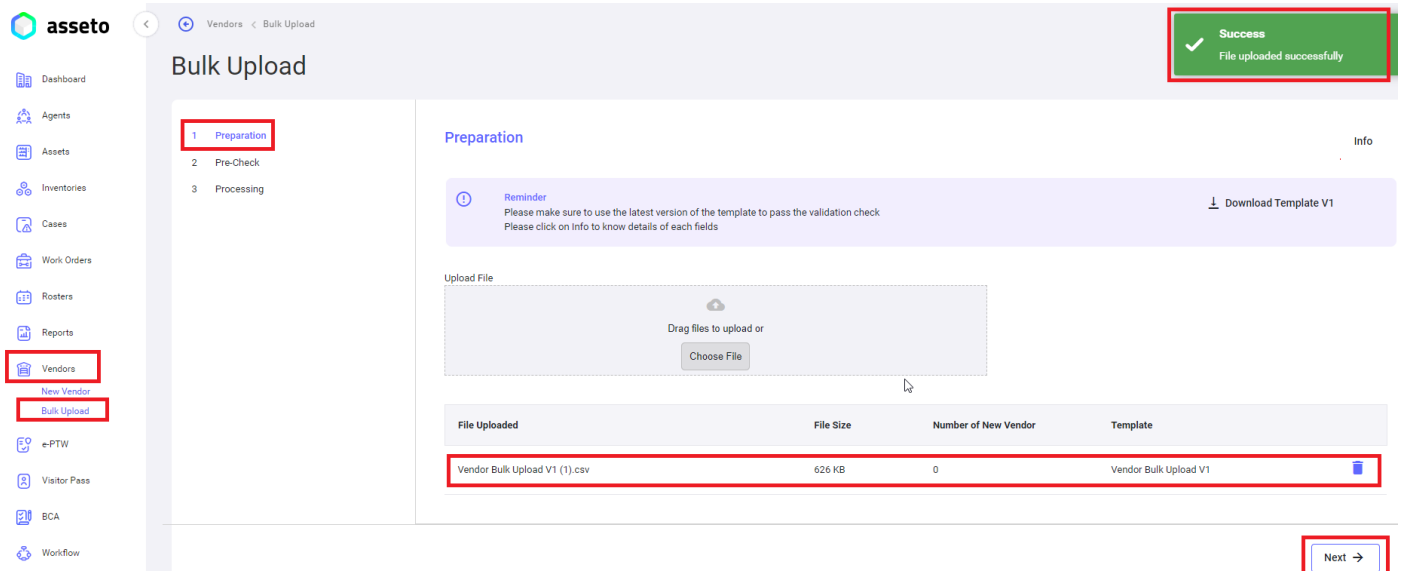 asseto
Vendors < Bulk Upload
Bulk Upload
Success
File uploaded successfully
Dashboard
Agents
Assets
Inventories
Cases
Work Orders
Rosters
Reports
Vendors
New Vendor
Bulk Upload
e-PTW
Visitor Pass
BCA
Workflow
1 Preparation
2 Pre-Check
3 Processing
Preparation
Info
Reminder
Please make sure to use the latest version of the template to pass the validation check
Please click on Info to know details of each fields
Download Template V1
Upload File
Drag files to upload or
Choose File
File Uploaded File Size Number of New Vendor Template
Vendor Bulk Upload V1 (1).csv 626 KB 0 Vendor Bulk Upload V1
Next →